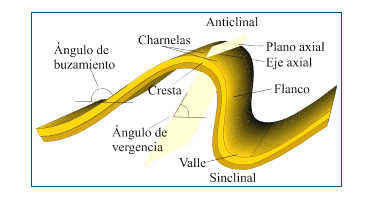 Anticlinal
Charnelas
Plano axial
Ángulo de
buzamiento
Eje axial
Cresta
Flanco
Ángulo de
vergencia
Valle
Sinclinal